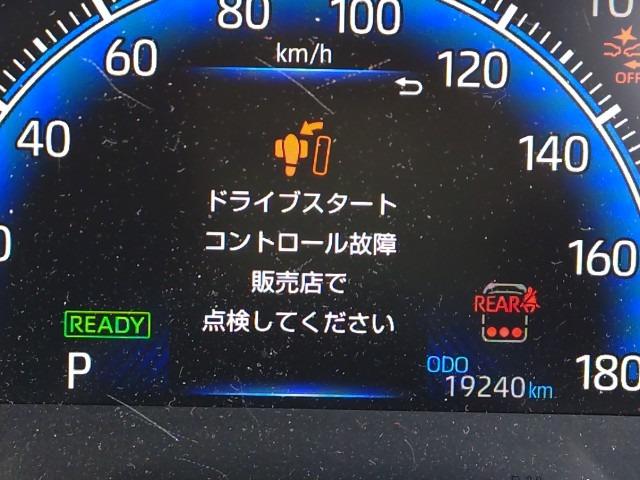 80
100
km/h
60
120
OFF
40
140
ドライブスタート
コントロール故障
160
販売店で
REAR
READY
点検してください
P
ODO
180
19240 km